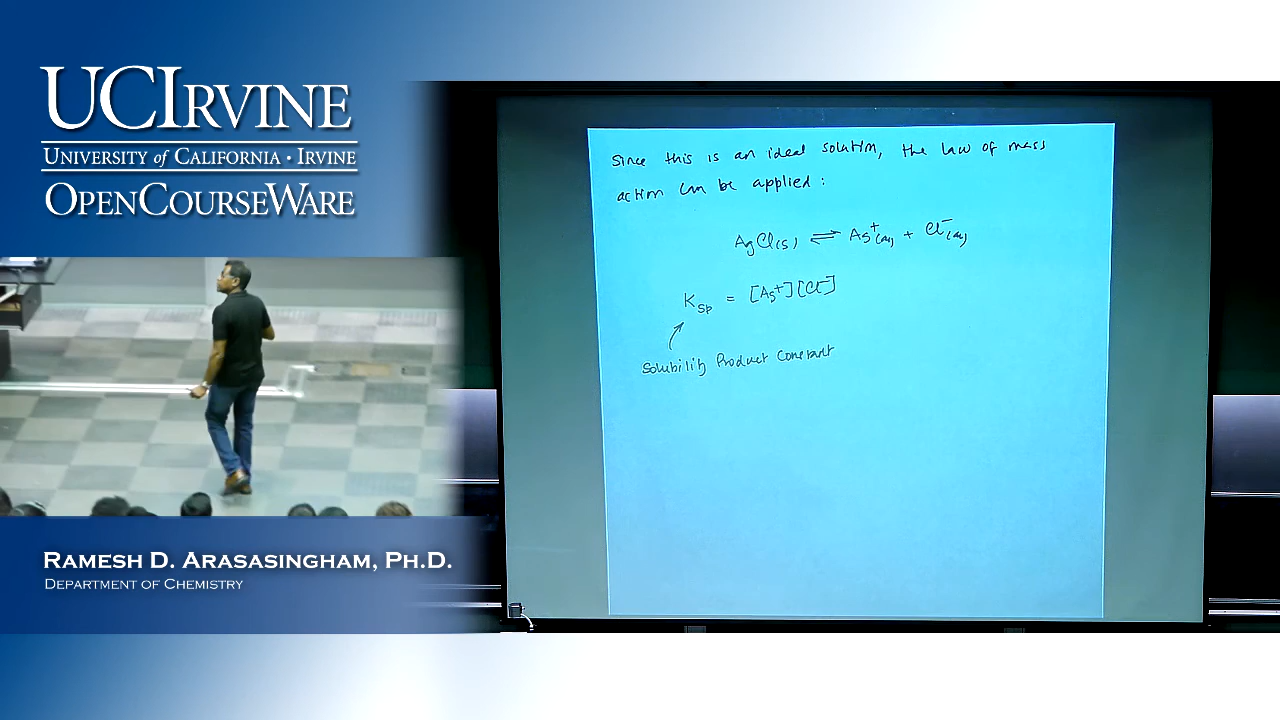 UCIRVINE
UNIVERSITY of CALIFORNIA · IRVINE
OPENCOURSEWARE
Since this is an ideal solution, the law of mass
action can be applied :
AgCl(s) ⇌ Ag⁺(aq) + Cl⁻(aq)
Ksp = [Ag⁺][Cl⁻]
Solubility Product Constant
RAMESH D. ARASASINGHAM, PH.D.
DEPARTMENT OF CHEMISTRY